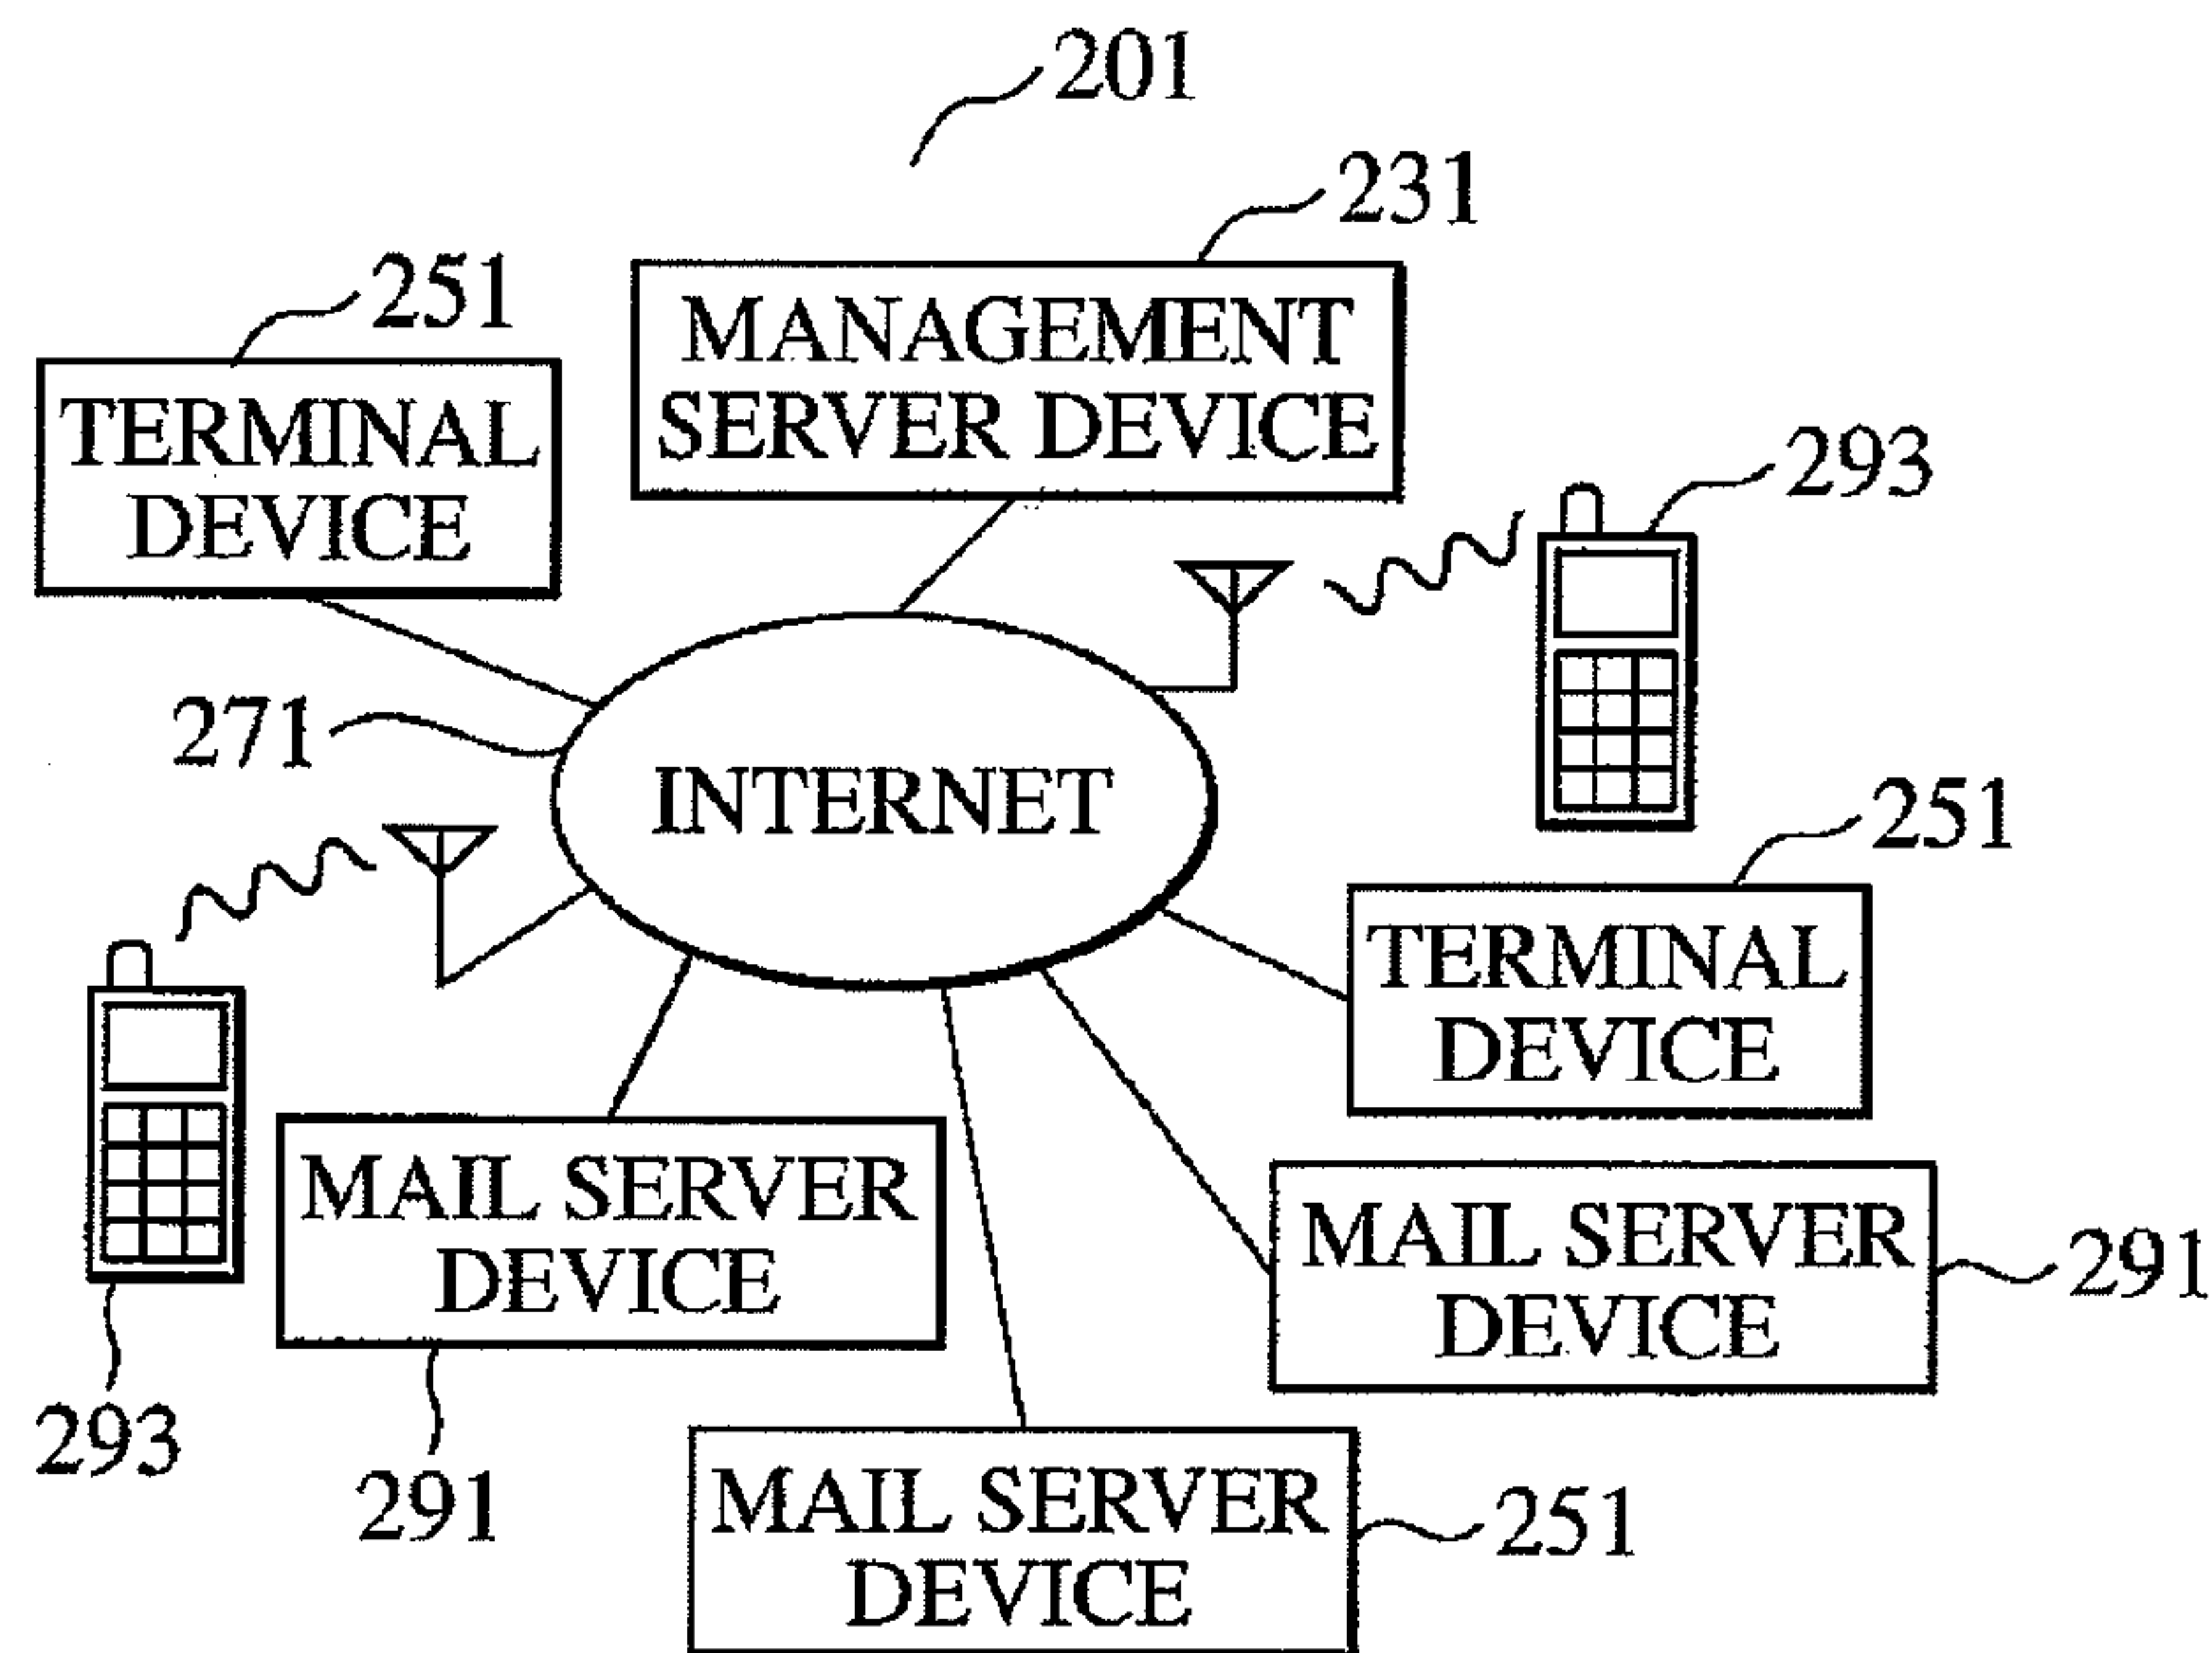 201
231
251
MANAGEMENT
SERVER DEVICE
TERMINAL
DEVICE
293
271
INTERNET
251
TERMINAL
DEVICE
MAIL SERVER
DEVICE
MAIL SERVER
DEVICE
291
293
291
MAIL SERVER
DEVICE
251